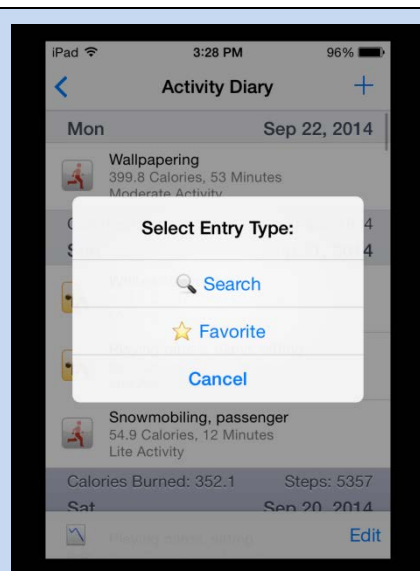 iPad 3:28 PM 96%
Activity Diary
Mon Sep 22, 2014
Wallpapering
399.8 Calories, 53 Minutes
Moderate Activity
Select Entry Type:
Search
Favorite
Cancel
Snowmobiling, passenger
54.9 Calories, 12 Minutes
Lite Activity
Calories Burned: 352.1 Steps: 5357
Sat Sep 20, 2014
Edit